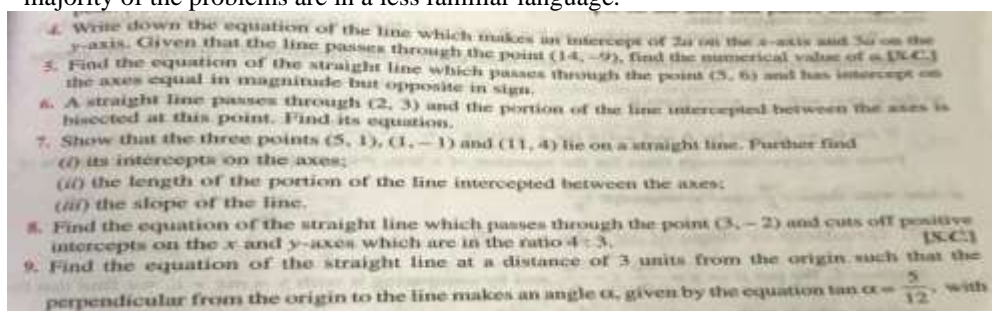 majority of the problems are in a less familiar language.
4. Write down the equation of the line which makes an intercept of 2a on the x-axis and 3a on the
y-axis. Given that the line passes through the point (14, –9), find the numerical value of a. [S.C.]
5. Find the equation of the straight line which passes through the point (5, 6) and has intercept on
the axes equal in magnitude but opposite in sign.
6. A straight line passes through (2, 3) and the portion of the line intercepted between the axes is
bisected at this point. Find its equation.
7. Show that the three points (5, 1), (1, – 1) and (11, 4) lie on a straight line. Further find
(i) its intercepts on the axes;
(ii) the length of the portion of the line intercepted between the axes;
(iii) the slope of the line.
8. Find the equation of the straight line which passes through the point (3, – 2) and cuts off positive
intercepts on the x and y-axes which are in the ratio 4 : 3. [S.C.]
9. Find the equation of the straight line at a distance of 3 units from the origin such that the
perpendicular from the origin to the line makes an angle α, given by the equation tan α = 5/12, with